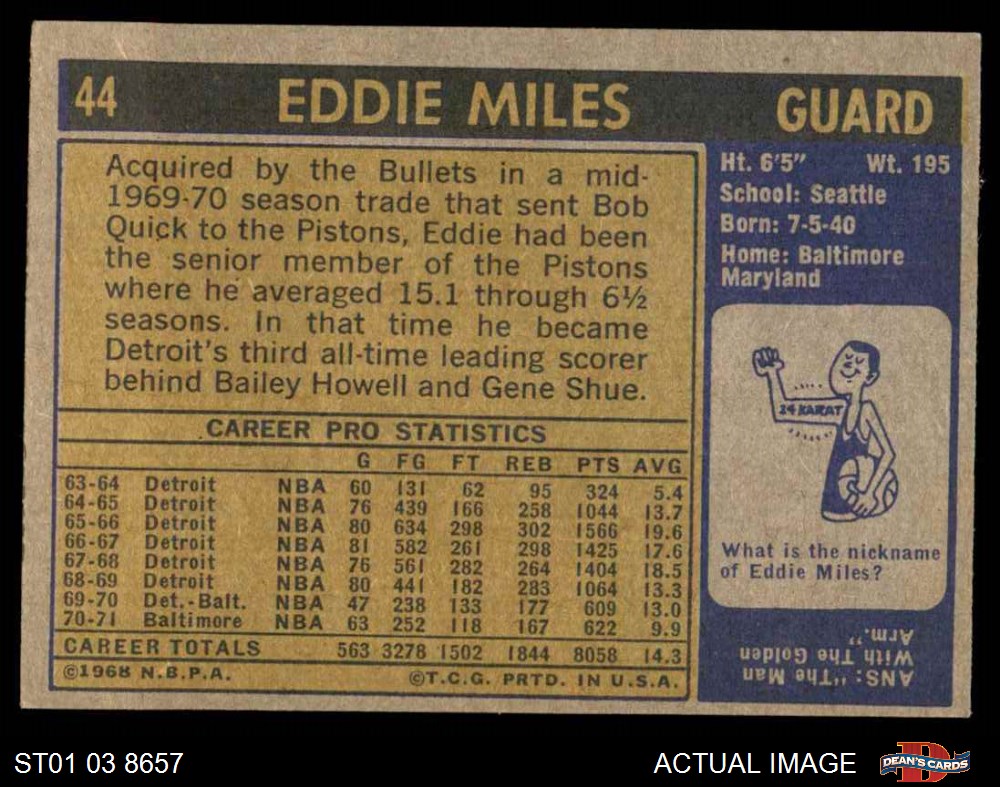 44 EDDIE MILES GUARD
Acquired by the Bullets in a mid-
1969-70 season trade that sent Bob
Quick to the Pistons, Eddie had been
the senior member of the Pistons
where he averaged 15.1 through 6½
seasons. In that time he became
Detroit's third all-time leading scorer
behind Bailey Howell and Gene Shue.
Ht. 6'5" Wt. 195
School: Seattle
Born: 7-5-40
Home: Baltimore
Maryland
24 KARAT
What is the nickname
of Eddie Miles?
ANS: "The Man
With The Golden
Arm."
CAREER PRO STATISTICS
G FG FT REB PTS AVG
63-64 Detroit NBA 60 131 62 95 324 5.4
64-65 Detroit NBA 76 439 166 258 1044 13.7
65-66 Detroit NBA 80 634 298 302 1566 19.6
66-67 Detroit NBA 81 582 261 298 1425 17.6
67-68 Detroit NBA 76 561 282 264 1404 18.5
68-69 Detroit NBA 80 441 182 283 1064 13.3
69-70 Det.-Balt. NBA 47 238 133 177 609 13.0
70-71 Baltimore NBA 63 252 118 167 622 9.9
CAREER TOTALS 563 3278 1502 1844 8058 14.3
©1968 N.B.P.A. ©T.C.G. PRTD. IN U.S.A.
ST01 03 8657 ACTUAL IMAGE DEAN'S CARDS